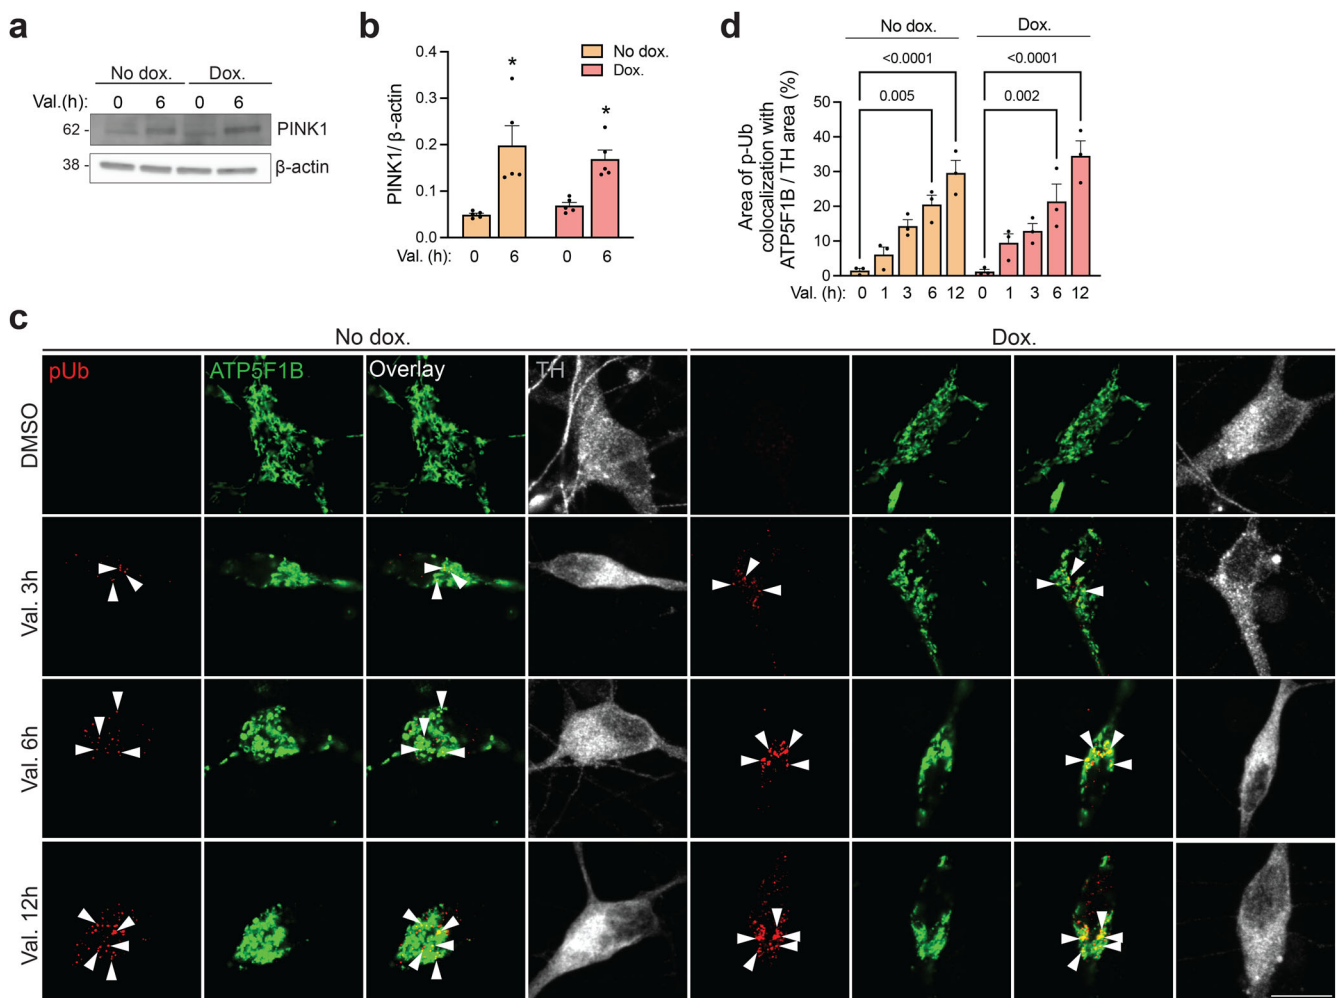 a
No dox. Dox.
Val.(h): 0 6 0 6
62 - PINK1
38 - β-actin
b
PINK1/ β-actin
0.4
0.3
0.2
0.1
0.0
* *
No dox.
Dox.
Val. (h): 0 6 0 6
d
No dox. Dox.
<0.0001 <0.0001
0.005 0.002
Area of p-Ub
colocalization with
ATP5F1B / TH area (%)
50
40
30
20
10
0
Val. (h): 0 1 3 6 12 0 1 3 6 12
c
No dox. Dox.
pUb ATP5F1B Overlay TH
DMSO
Val. 3h
Val. 6h
Val. 12h